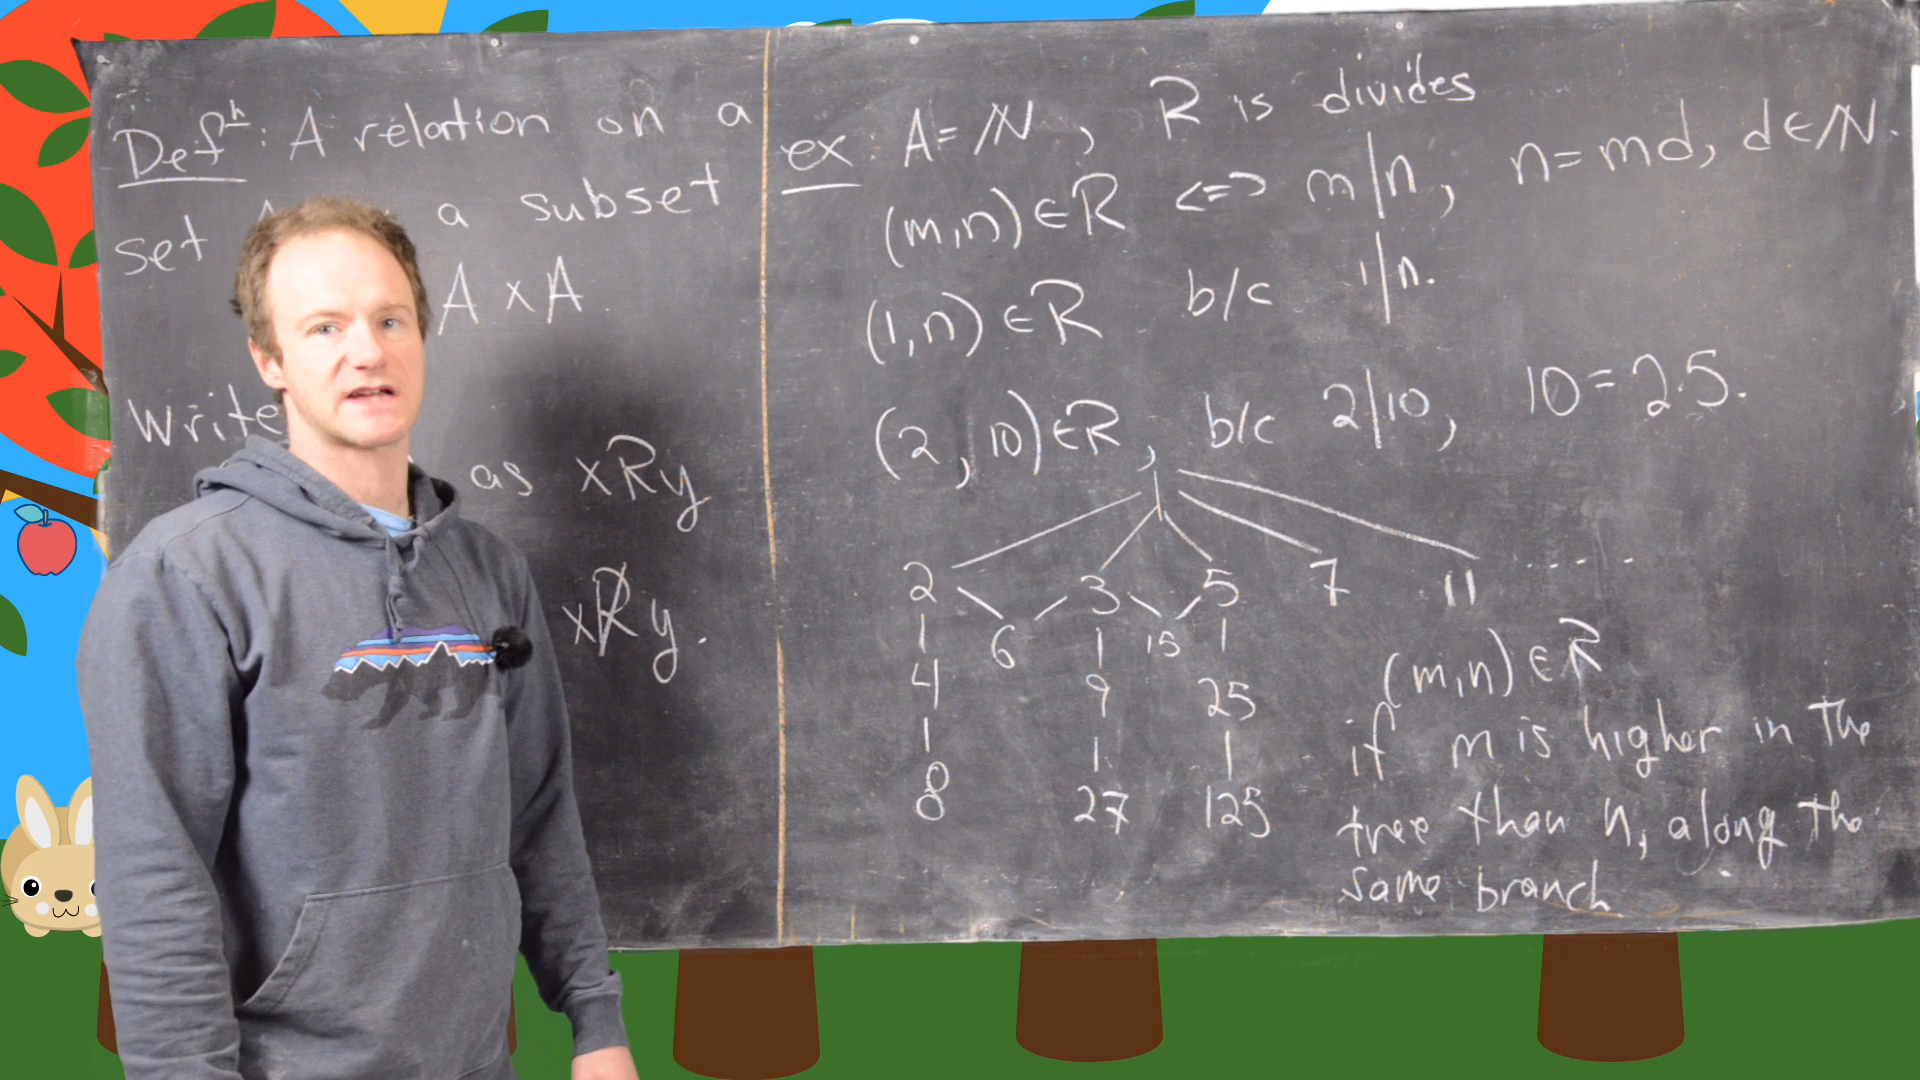 Defⁿ: A relation on a
set a subset
A x A
Write
as xRy
xR̸y.
ex A = ℕ, R is divides
(m,n) ∈ R <=> m|n, n = md, d ∈ ℕ.
(1,n) ∈ R b/c 1|n.
(2,10) ∈ R, b/c 2|10, 10 = 2·5.
1
2 3 5 7 11 ......
6 15
4 9 25
8 27 125
(m,n) ∈ R
if m is higher in the
tree than n, along the
same branch